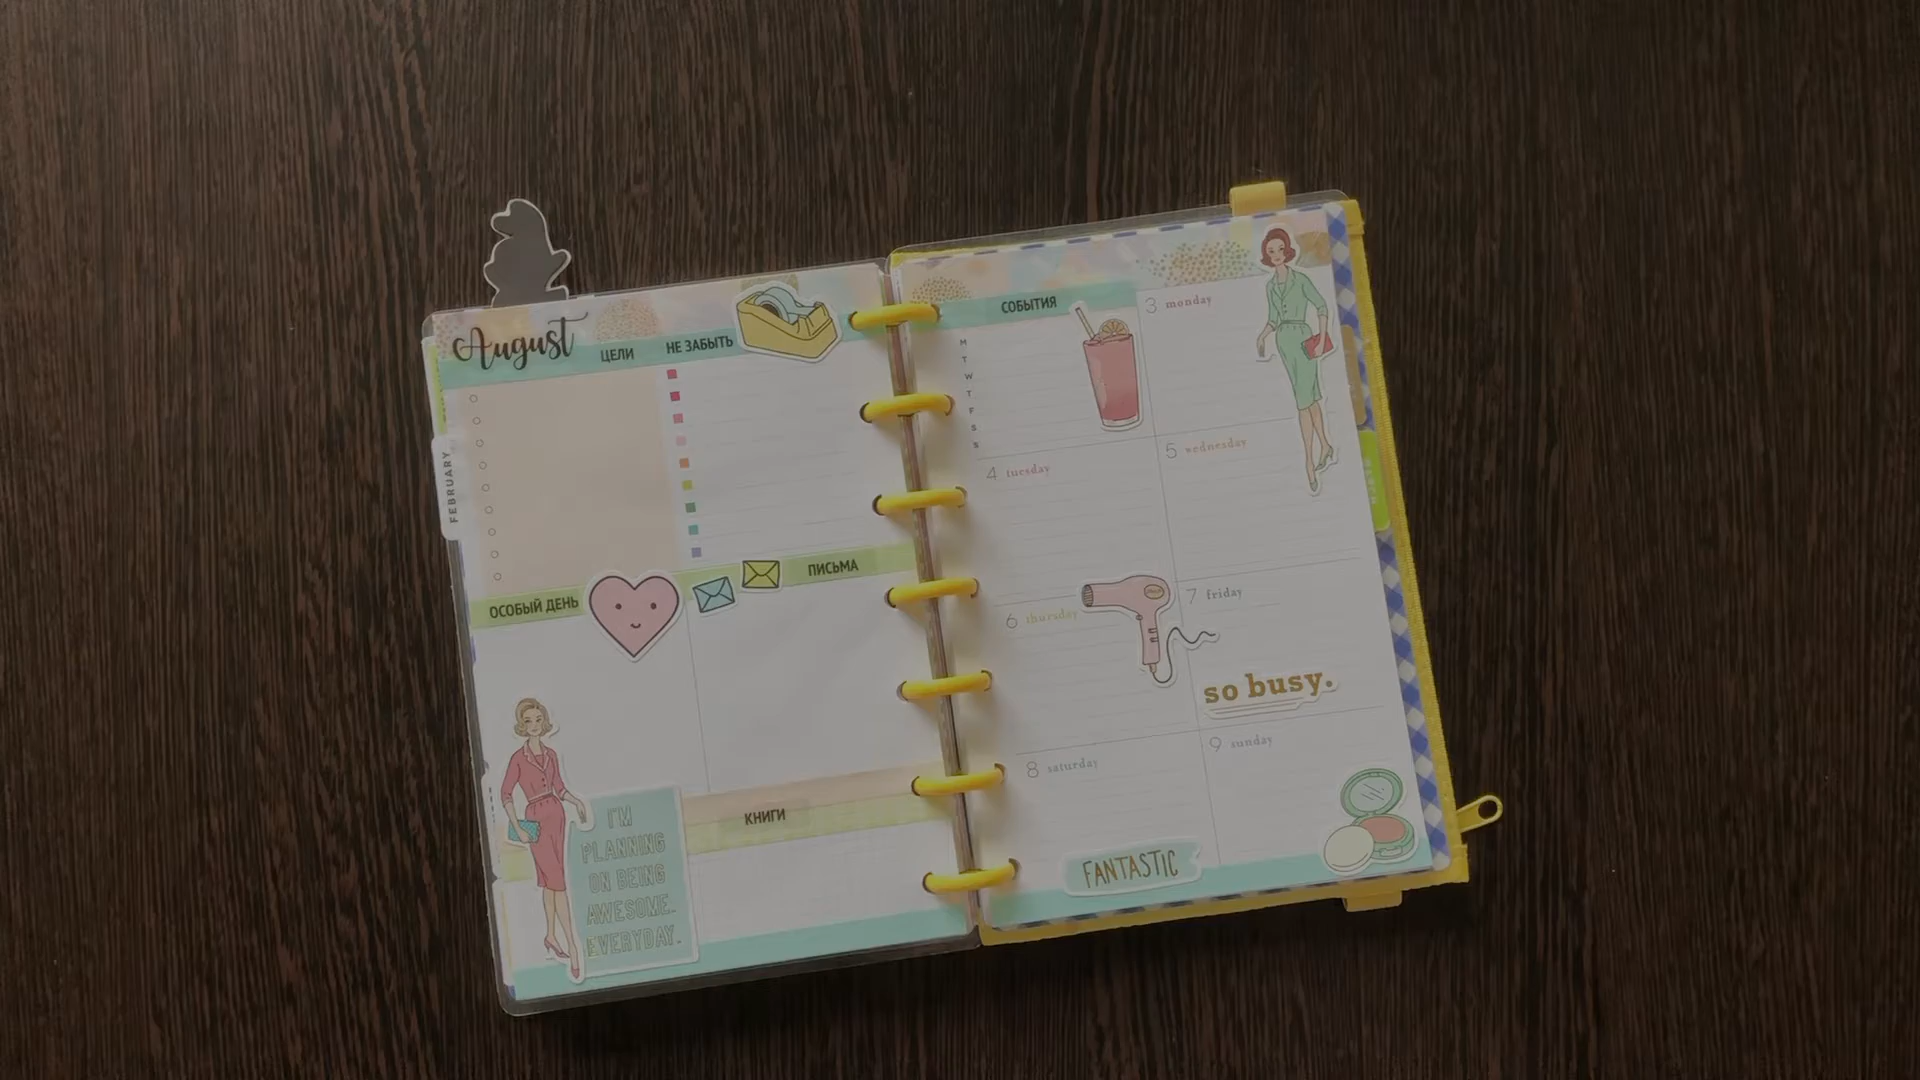 August
ЦЕЛИ
НЕ ЗАБЫТЬ
FEBRUARY
ОСОБЫЙ ДЕНЬ
ПИСЬМА
КНИГИ
I'M
PLANNING
ON BEING
AWESOME.
EVERYDAY.
СОБЫТИЯ
M
T
W
T
F
S
S
3 monday
4 tuesday
5 wednesday
6 thursday
7 friday
so busy.
8 saturday
9 sunday
FANTASTIC